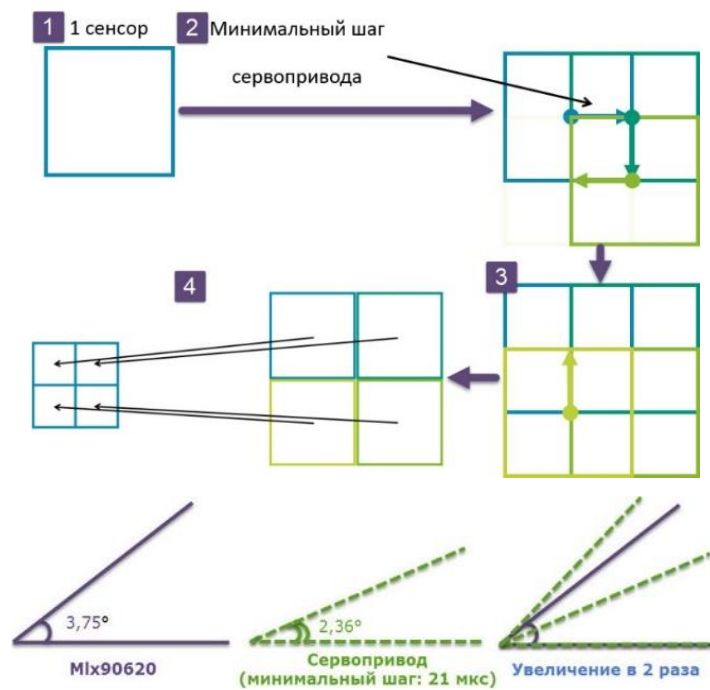 1 1 сенсор
2 Минимальный шаг
сервопривода
3
4
3,75°
2,36°
Mlx90620
Сервопривод
(минимальный шаг: 21 мкс)
Увеличение в 2 раза